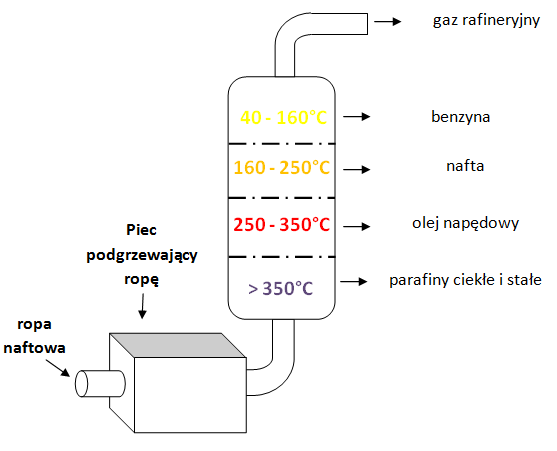 gaz rafineryjny
40 - 160°C
benzyna
160 - 250°C
nafta
250 - 350°C
olej napędowy
> 350°C
parafiny ciekłe i stałe
Piec
podgrzewający
ropę
ropa
naftowa